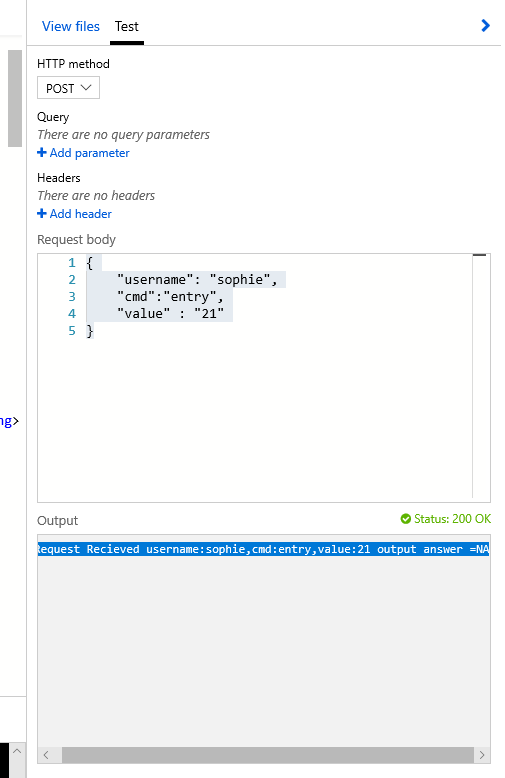 View files Test
HTTP method
POST
Query
There are no query parameters
+ Add parameter
Headers
There are no headers
+ Add header
Request body
1 {
2 "username": "sophie",
3 "cmd":"entry",
4 "value" : "21"
5 }
ng>
Output Status: 200 OK
Request Recieved username:sophie,cmd:entry,value:21 output answer =NA